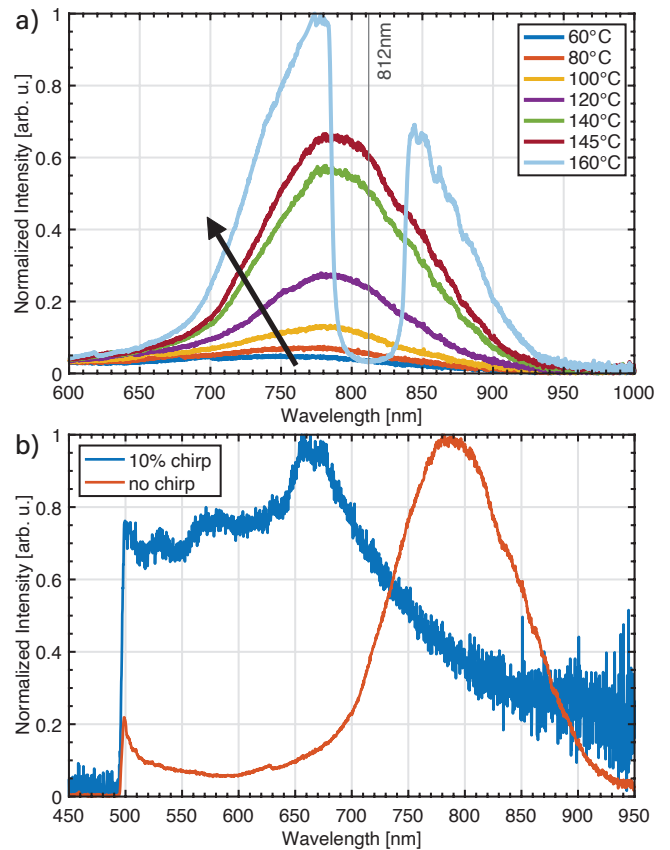 a)
Normalized Intensity [arb. u.]
1
0.8
0.6
0.4
0.2
0
812nm
60°C
80°C
100°C
120°C
140°C
145°C
160°C
600 650 700 750 800 850 900 950 1000
Wavelength [nm]
b)
Normalized Intensity [arb. u.]
1
0.8
0.6
0.4
0.2
0
10% chirp
no chirp
450 500 550 600 650 700 750 800 850 900 950
Wavelength [nm]